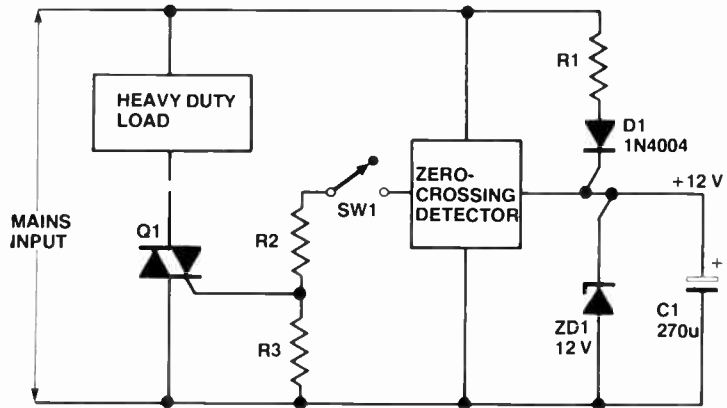 R1
HEAVY DUTY
LOAD
D1
1N4004
ZERO-
CROSSING
DETECTOR
+12 V
SW1
MAINS
INPUT
Q1
R2
+
C1
270u
ZD1
12 V
R3